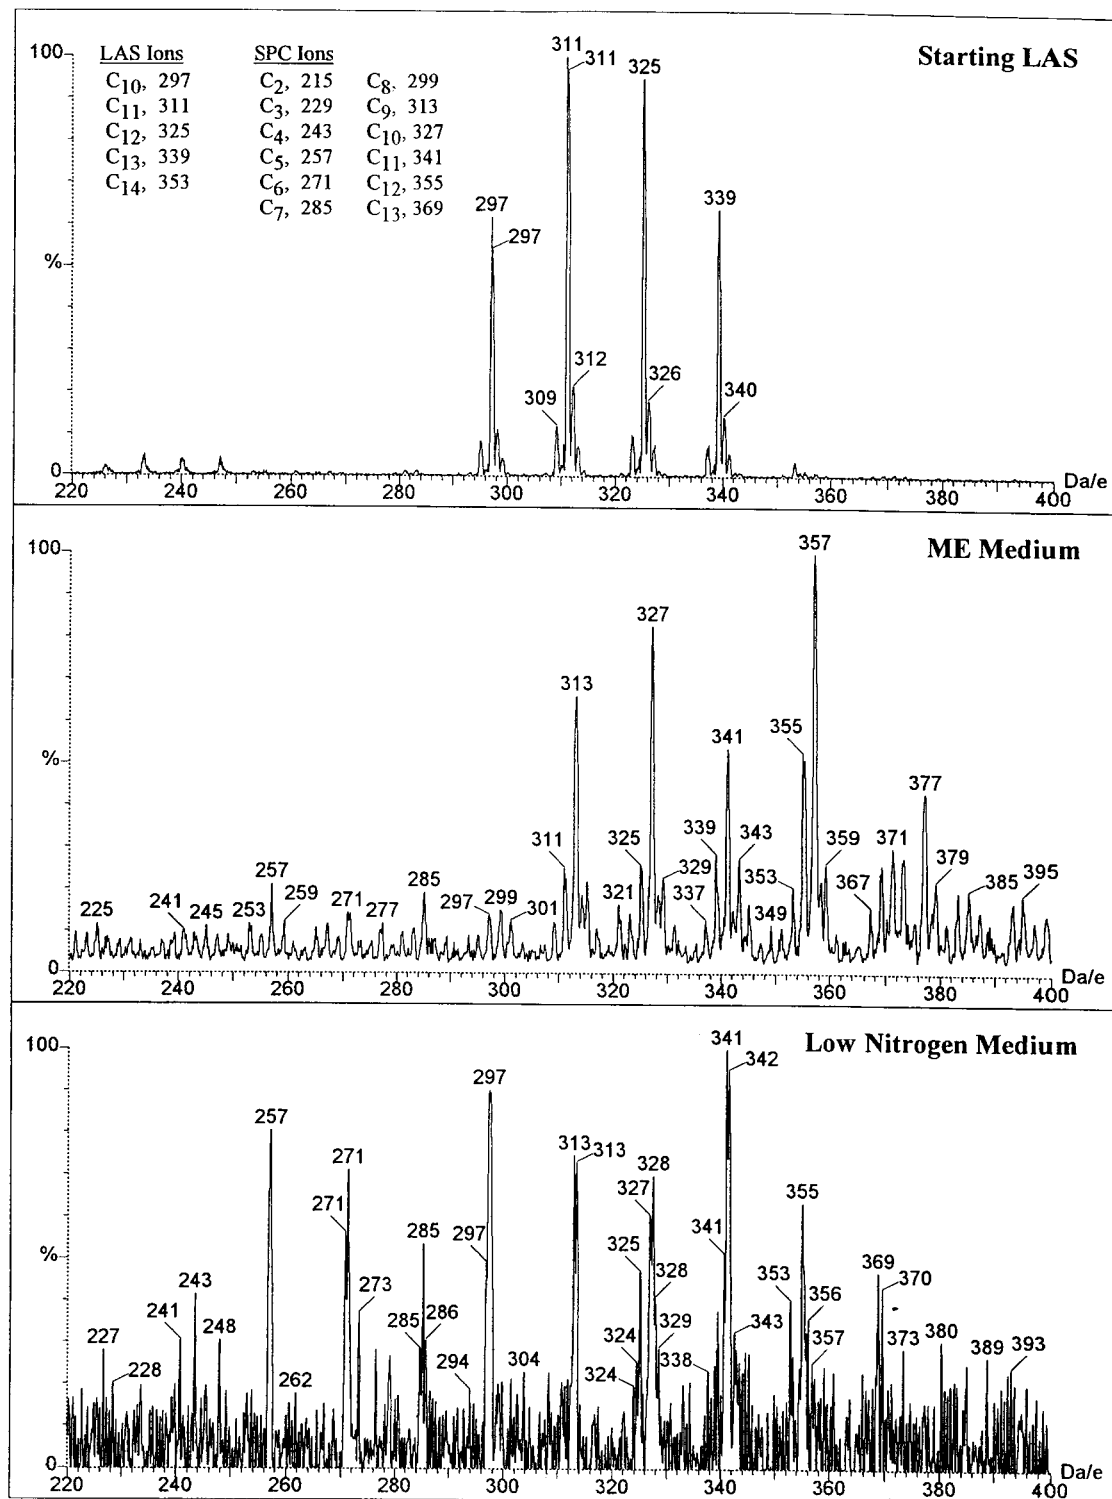 Starting LAS
LAS Ions SPC Ions
C10, 297 C2, 215 C8, 299
C11, 311 C3, 229 C9, 313
C12, 325 C4, 243 C10, 327
C13, 339 C5, 257 C11, 341
C14, 353 C6, 271 C12, 355
C7, 285 C13, 369
100
%
0
297 297 309 311 311 312 325 326 339 340
220 240 260 280 300 320 340 360 380 400 Da/e
ME Medium
100
%
0
225 241 245 253 257 259 271 277 285 297 299 301 311 313 321 325 327 329 337 339 341 343 349 353 355 357 359 367 371 377 379 385 395
220 240 260 280 300 320 340 360 380 400 Da/e
Low Nitrogen Medium
100
%
0
227 228 241 243 248 257 262 271 271 273 285 285 286 294 297 297 304 313 313 324 324 325 327 328 328 329 338 341 341 342 343 353 355 356 357 369 370 373 380 389 393
220 240 260 280 300 320 340 360 380 400 Da/e